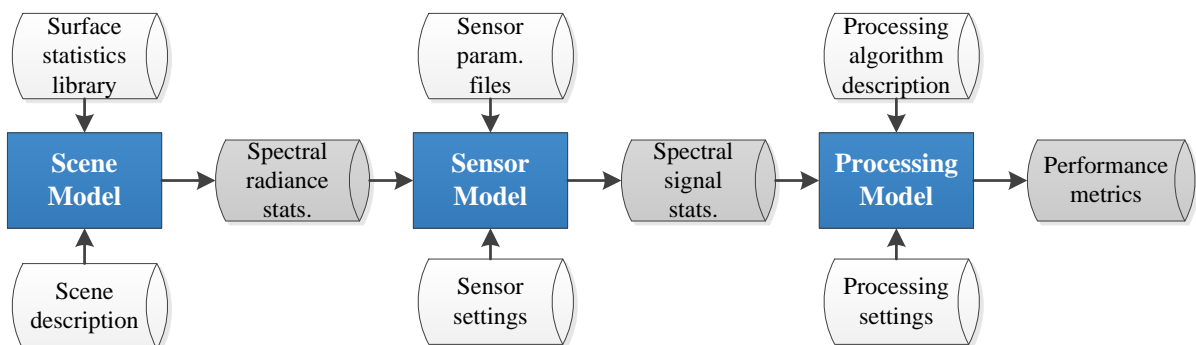 Surface
statistics
library
Sensor
param.
files
Processing
algorithm
description
Scene
Model
Spectral
radiance
stats.
Sensor
Model
Spectral
signal
stats.
Processing
Model
Performance
metrics
Scene
description
Sensor
settings
Processing
settings